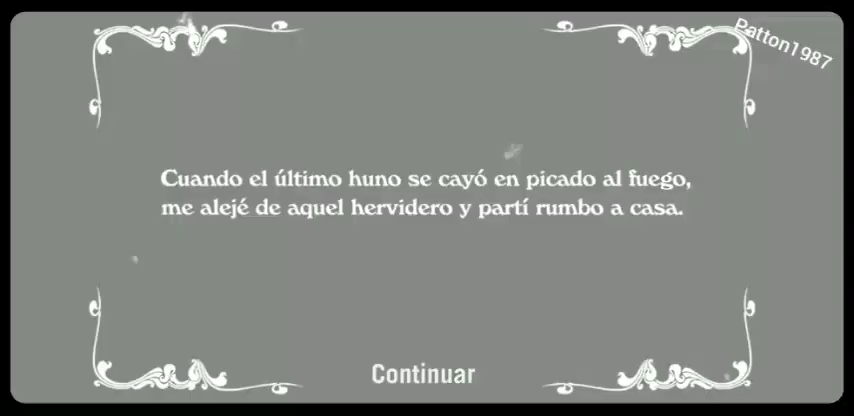 Patton1987
Cuando el último huno se cayó en picado al fuego,
me alejé de aquel hervidero y partí rumbo a casa.
Continuar